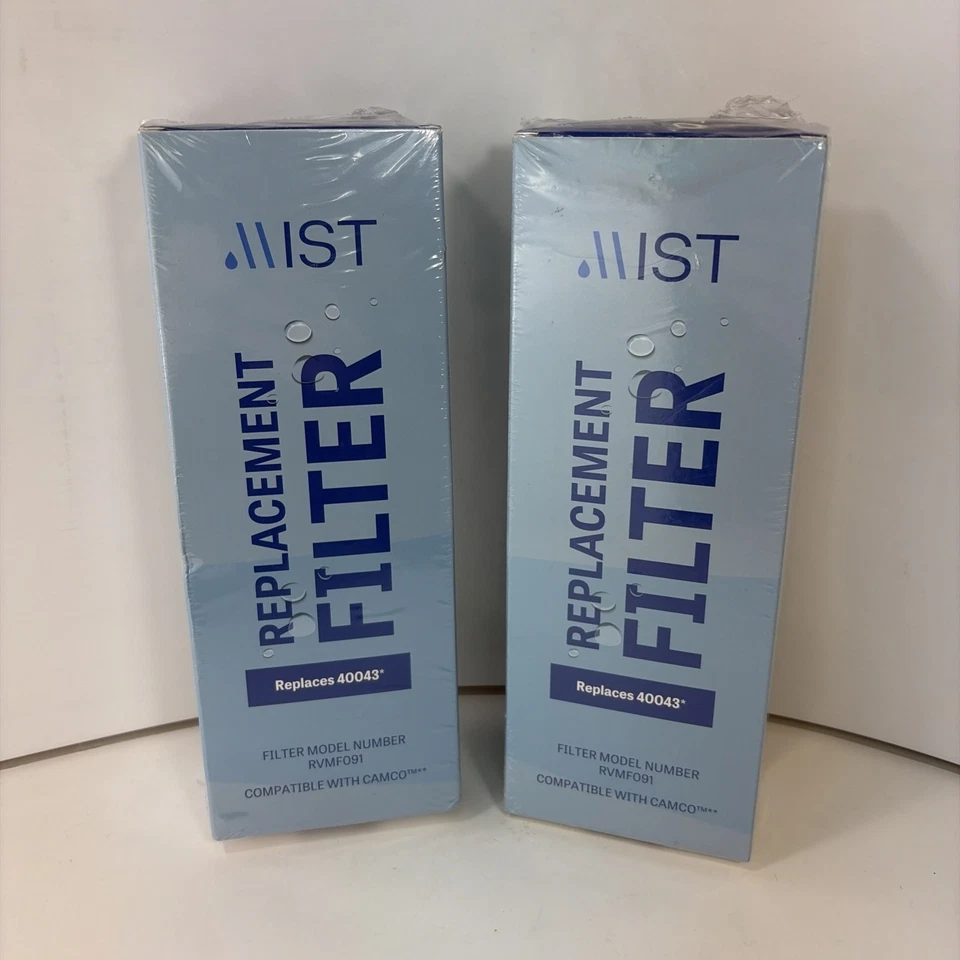 MIST
REPLACEMENT
FILTER
Replaces 40043*
FILTER MODEL NUMBER
RVMF091
COMPATIBLE WITH CAMCO™**
MIST
REPLACEMENT
FILTER
Replaces 40043*
FILTER MODEL NUMBER
RVMF091
COMPATIBLE WITH CAMCO™**